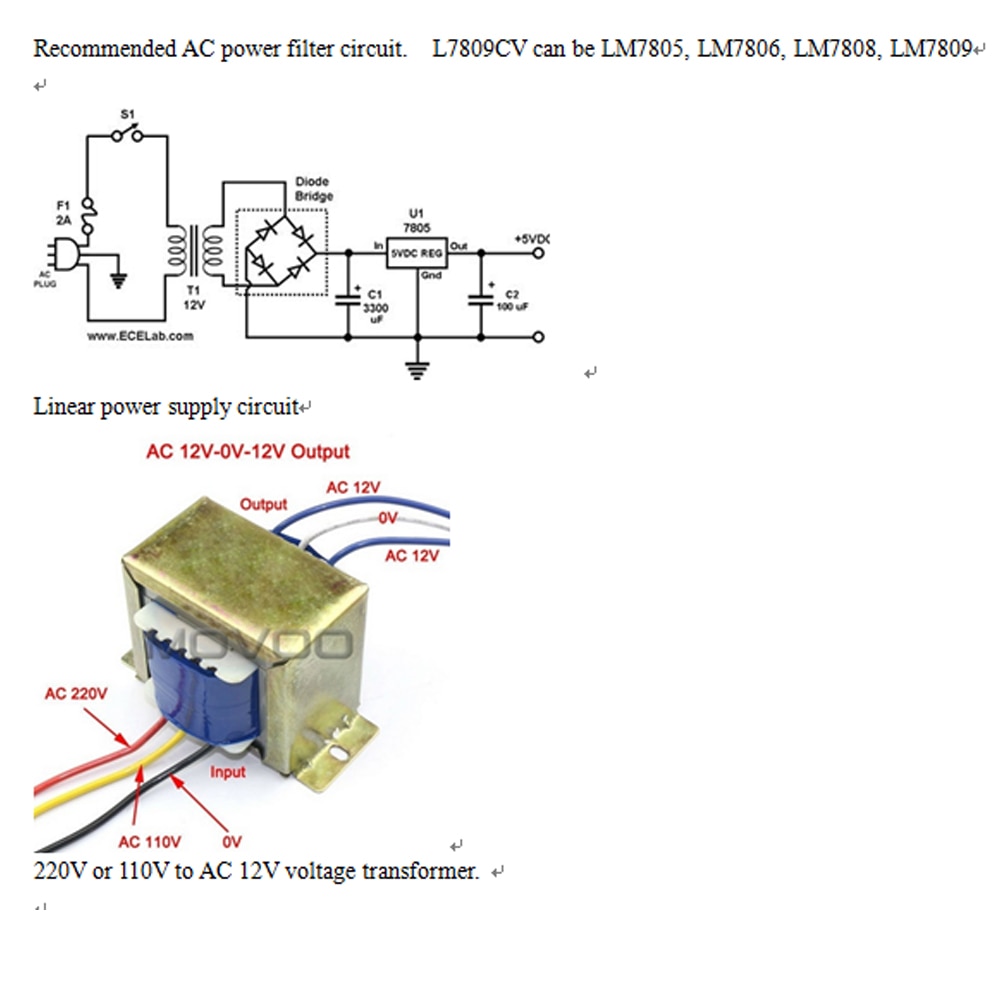 Recommended AC power filter circuit. L7809CV can be LM7805, LM7806, LM7808, LM7809
S1
Diode
Bridge
F1
2A
U1
7805
In
5VDC REG
Out
+5VDC
Gnd
AC
PLUG
T1
12V
C1
3300
uF
C2
100 uF
+
+
www.ECELab.com
Linear power supply circuit
AC 12V-0V-12V Output
AC 12V
Output
0V
AC 12V
MOVOO
AC 220V
Input
AC 110V
0V
220V or 110V to AC 12V voltage transformer.